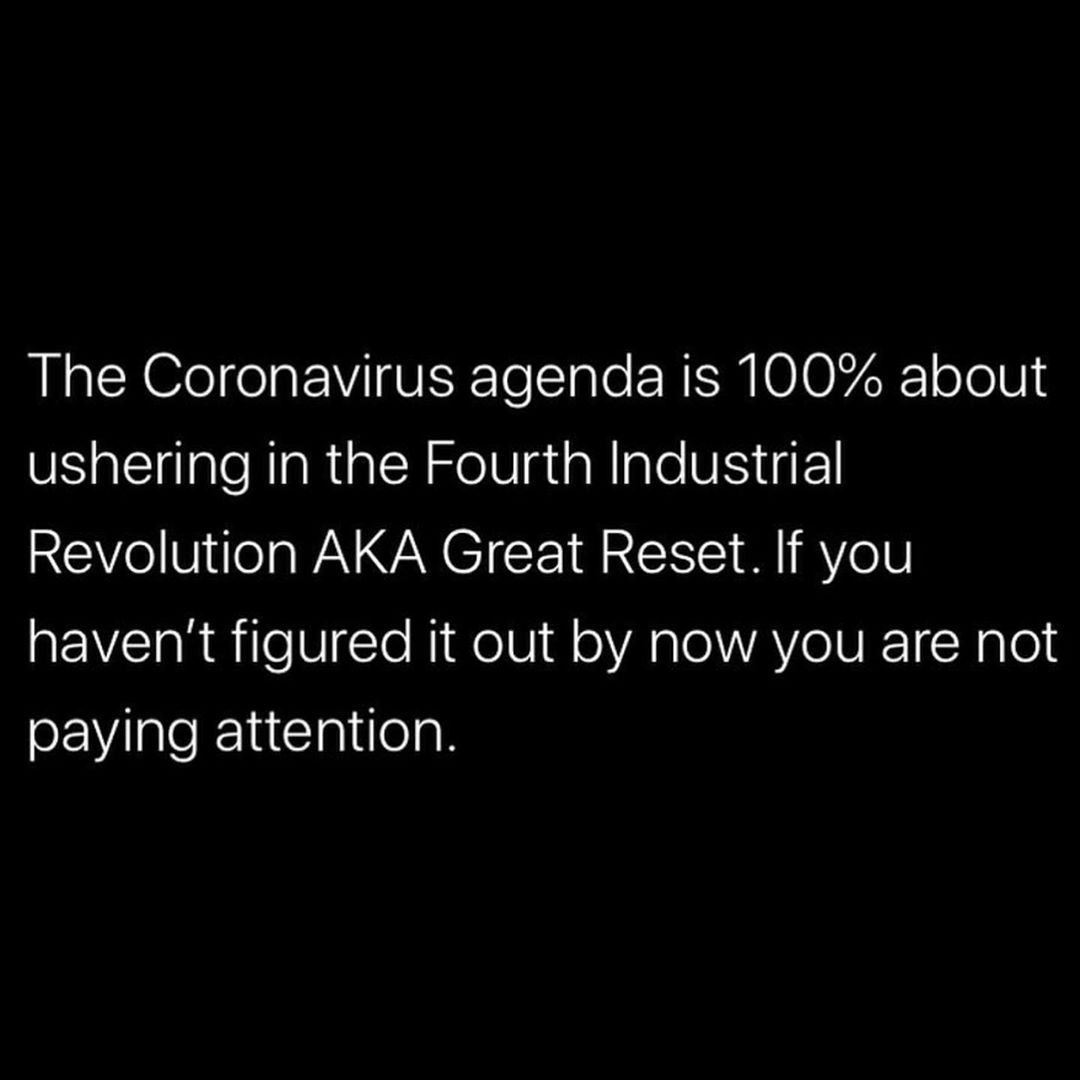 The Coronavirus agenda is 100% about
ushering in the Fourth Industrial
Revolution AKA Great Reset. If you
haven’t figured it out by now you are not
paying attention.